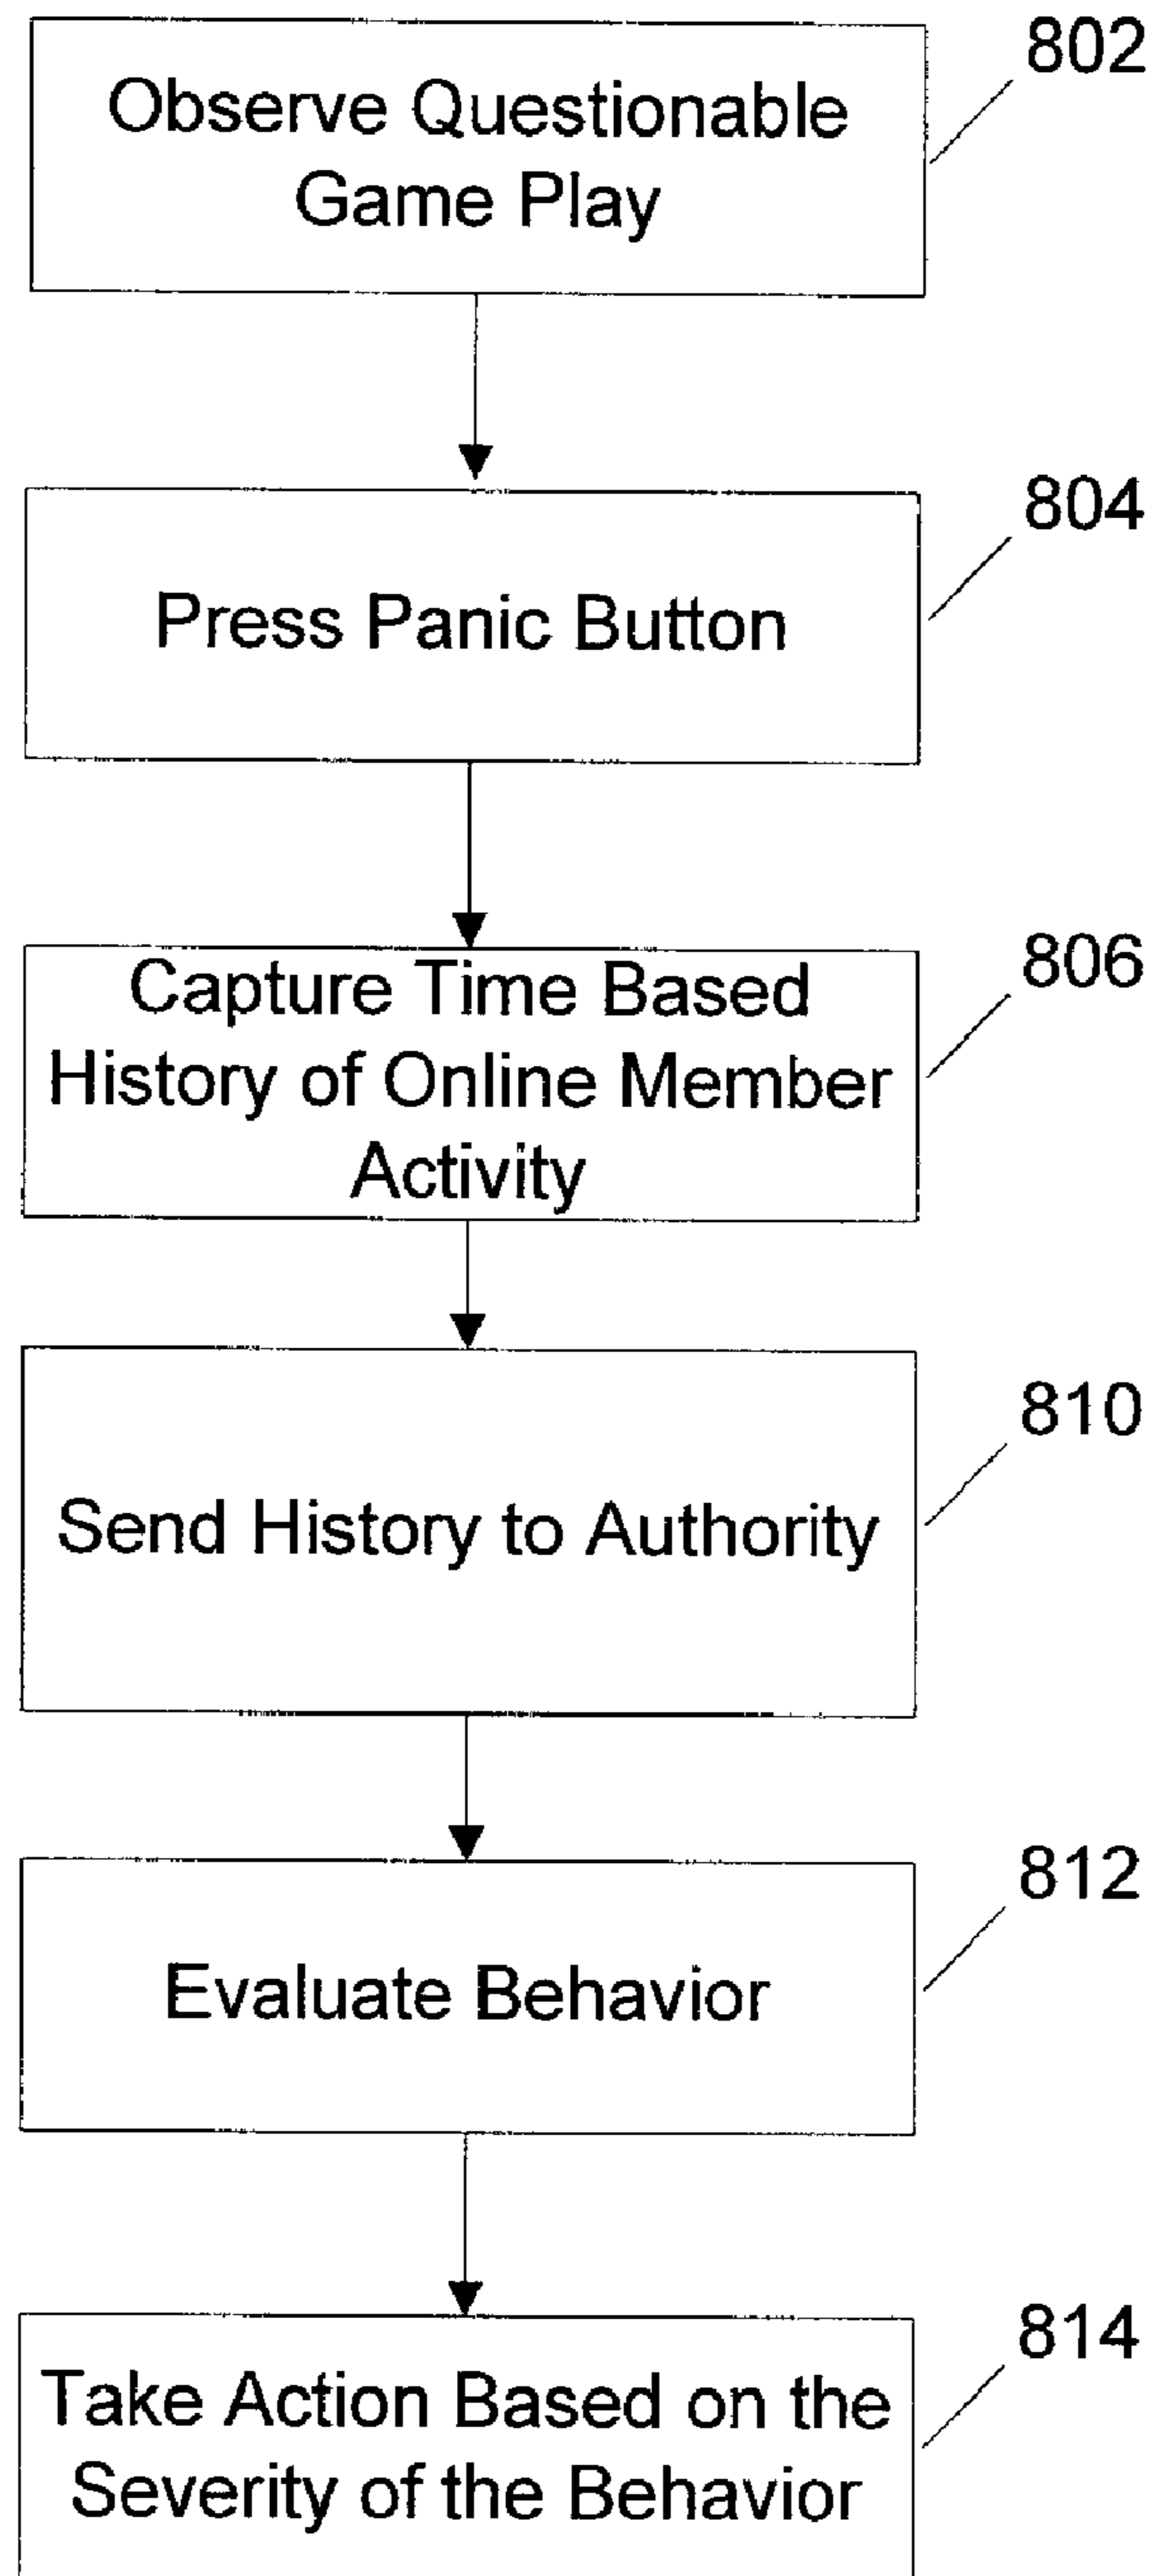 802
Observe Questionable
Game Play
804
Press Panic Button
806
Capture Time Based
History of Online Member
Activity
810
Send History to Authority
812
Evaluate Behavior
814
Take Action Based on the
Severity of the Behavior